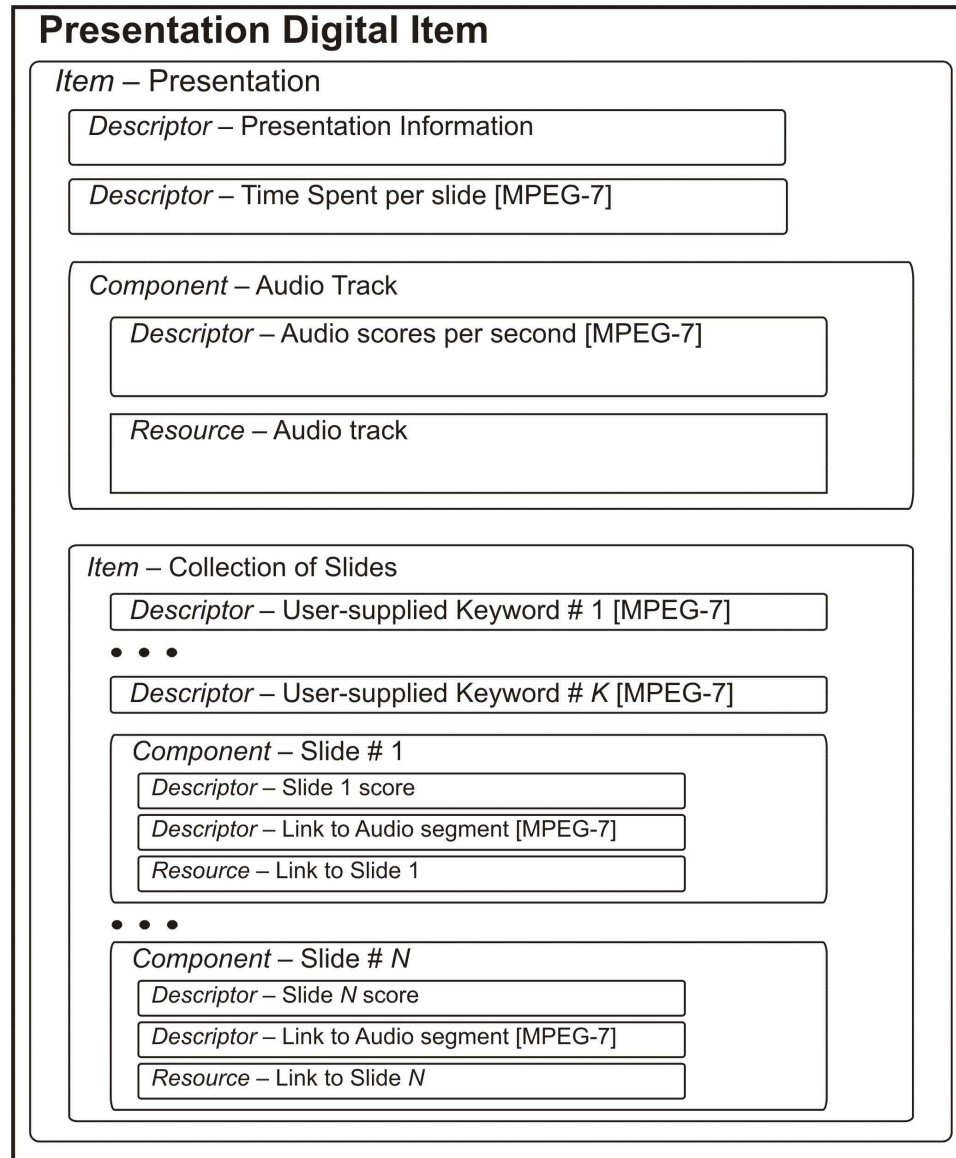 Presentation Digital Item
Item – Presentation
Descriptor – Presentation Information
Descriptor – Time Spent per slide [MPEG-7]
Component – Audio Track
Descriptor – Audio scores per second [MPEG-7]
Resource – Audio track
Item – Collection of Slides
Descriptor – User-supplied Keyword # 1 [MPEG-7]
• • •
Descriptor – User-supplied Keyword # K [MPEG-7]
Component – Slide # 1
Descriptor – Slide 1 score
Descriptor – Link to Audio segment [MPEG-7]
Resource – Link to Slide 1
• • •
Component – Slide # N
Descriptor – Slide N score
Descriptor – Link to Audio segment [MPEG-7]
Resource – Link to Slide N